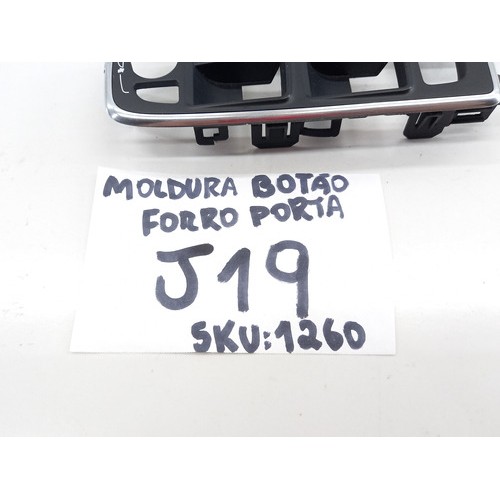 MOLDURA BOTÃO
FORRO PORTA
J19
SKU:1260